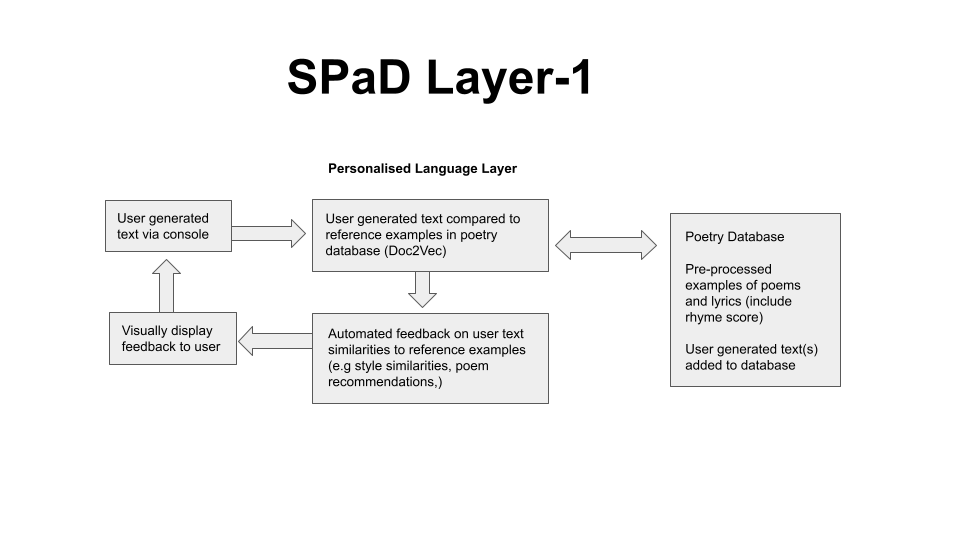 SPaD Layer-1
Personalised Language Layer
User generated
text via console
User generated text compared to
reference examples in poetry
database (Doc2Vec)
Poetry Database
Pre-processed
examples of poems
and lyrics (include
rhyme score)
User generated text(s)
added to database
Visually display
feedback to user
Automated feedback on user text
similarities to reference examples
(e.g style similarities, poem
recommendations,)